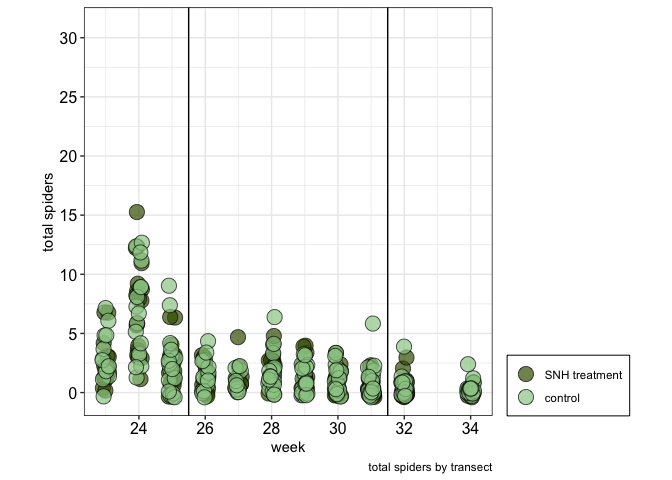 30
25
20
15
10
5
0
total spiders
24 26 28 30 32 34
week
SNH treatment
control
total spiders by transect